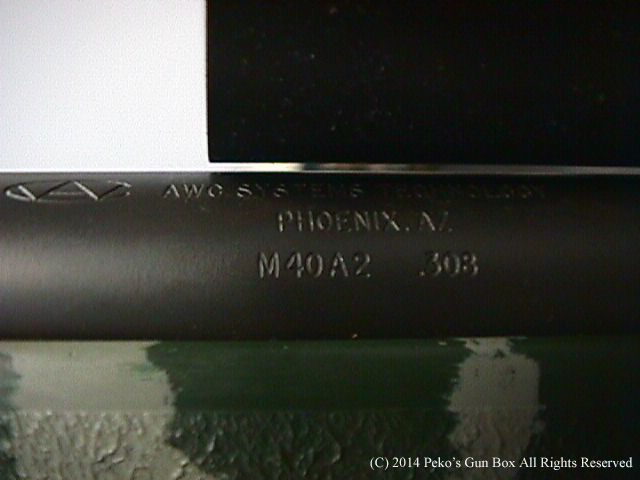 AWC SYSTEMS TECHNOLOGY
PHOENIX, AZ
M40A2 .308
(C) 2014 Peko's Gun Box All Rights Reserved